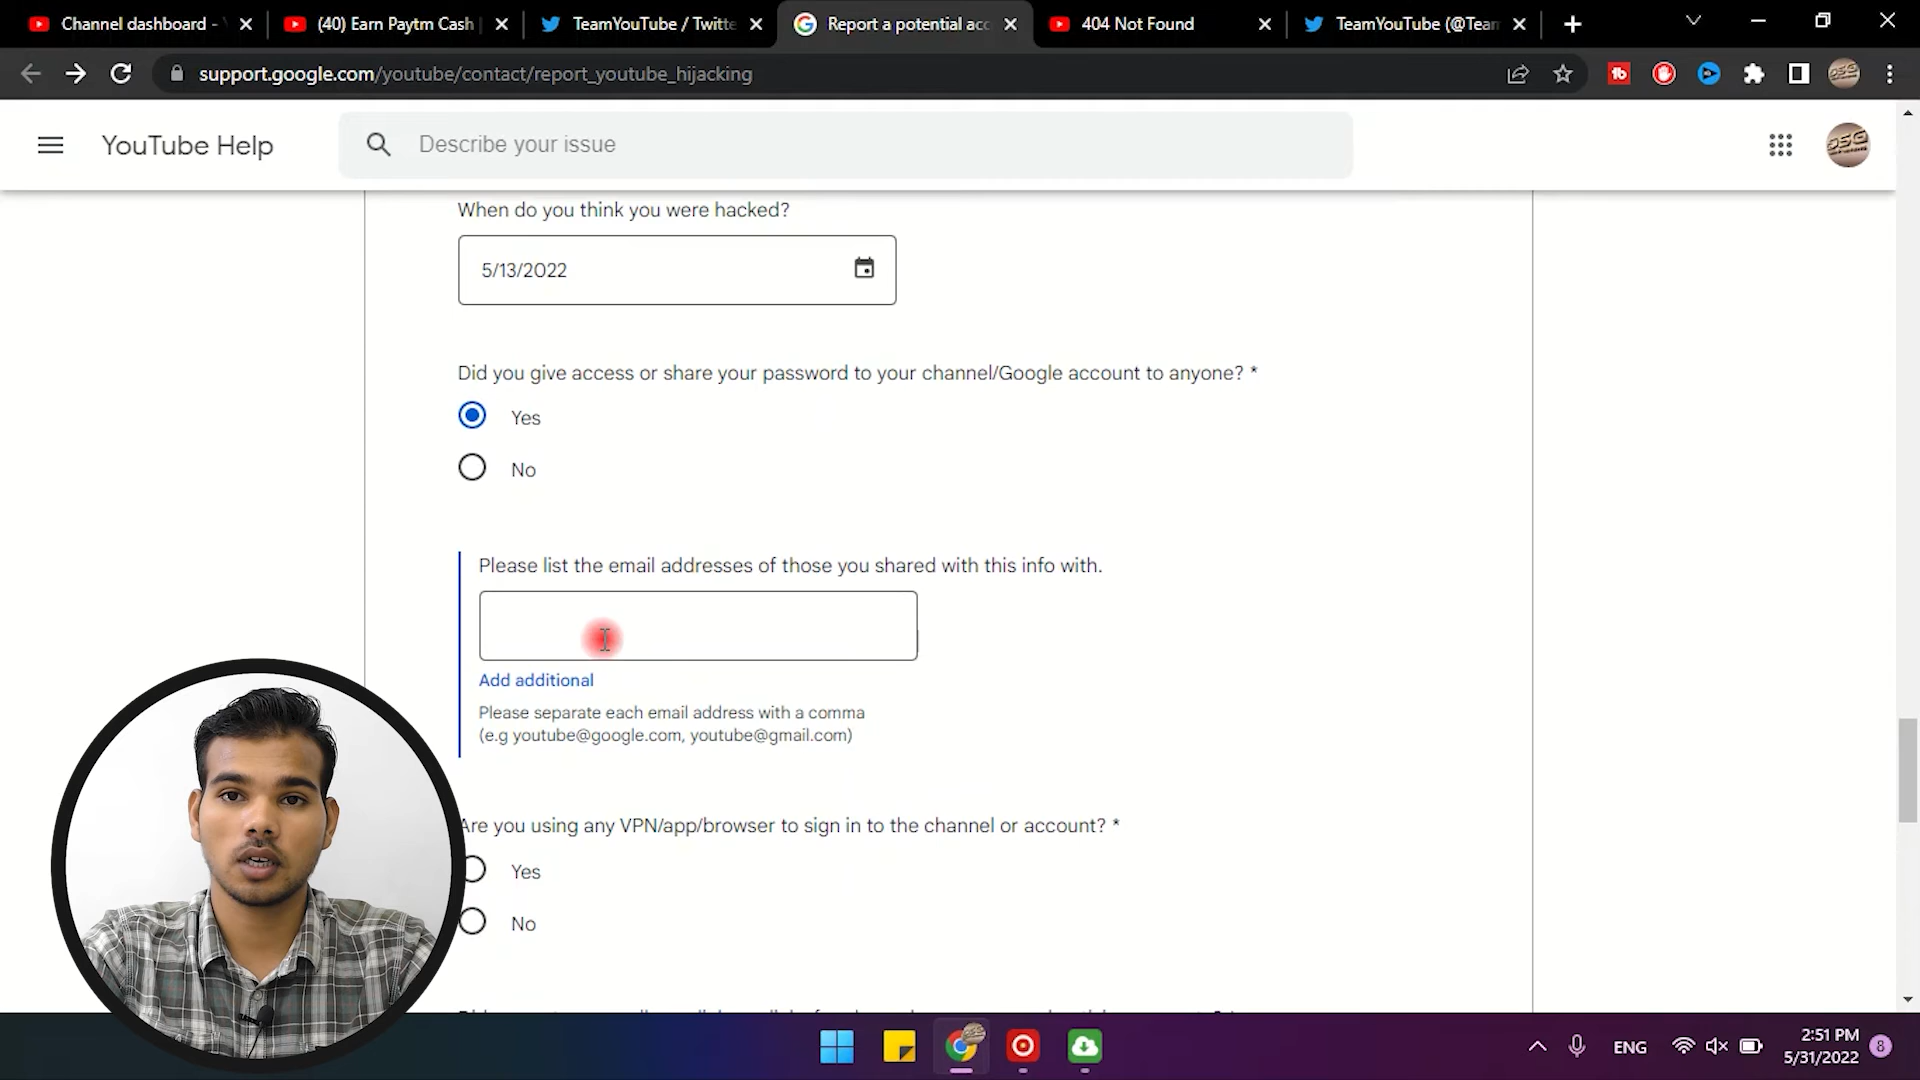 Channel dashboard -
(40) Earn Paytm Cash
TeamYouTube / Twitte
Report a potential acc
404 Not Found
TeamYouTube (@Team
support.google.com/youtube/contact/report_youtube_hijacking
YouTube Help
Describe your issue
When do you think you were hacked?
5/13/2022
Did you give access or share your password to your channel/Google account to anyone? *
Yes
No
Please list the email addresses of those you shared with this info with.
Add additional
Please separate each email address with a comma
(e.g youtube@google.com, youtube@gmail.com)
Are you using any VPN/app/browser to sign in to the channel or account? *
Yes
No
ENG
2:51 PM
5/31/2022
8